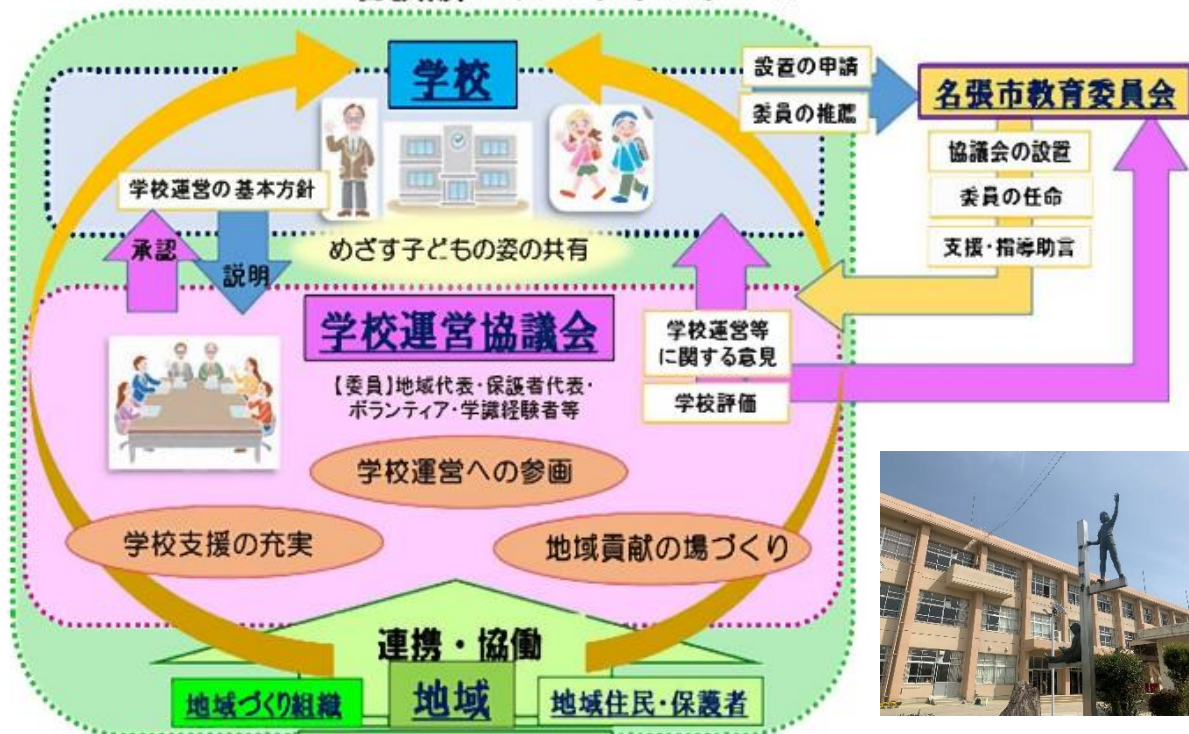 学校
設置の申請
委員の推薦
名張市教育委員会
協議会の設置
委員の任命
支援・指導助言
学校運営の基本方針
承認
説明
めざす子どもの姿の共有
学校運営協議会
【委員】地域代表・保護者代表・
ボランティア・学識経験者等
学校運営等
に関する意見
学校評価
学校運営への参画
学校支援の充実
地域貢献の場づくり
連携・協働
地域づくり組織
地域
地域住民・保護者